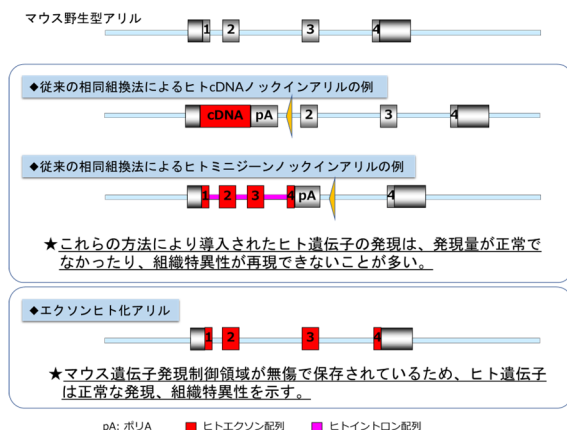 マウス野生型アリル
1 2 3 4
◆従来の相同組換法によるヒトcDNAノックインアリルの例
cDNA pA 2 3 4
◆従来の相同組換法によるヒトミニジーンノックインアリルの例
1 2 3 4 pA 4
★これらの方法により導入されたヒト遺伝子の発現は、発現量が正常で
なかったり、組織特異性が再現できないことが多い。
◆エクソンヒト化アリル
1 2 3 4
★マウス遺伝子発現制御領域が無傷で保存されているため、ヒト遺伝子
は正常な発現、組織特異性を示す。
pA: ポリA ヒトエクソン配列 ヒトイントロン配列